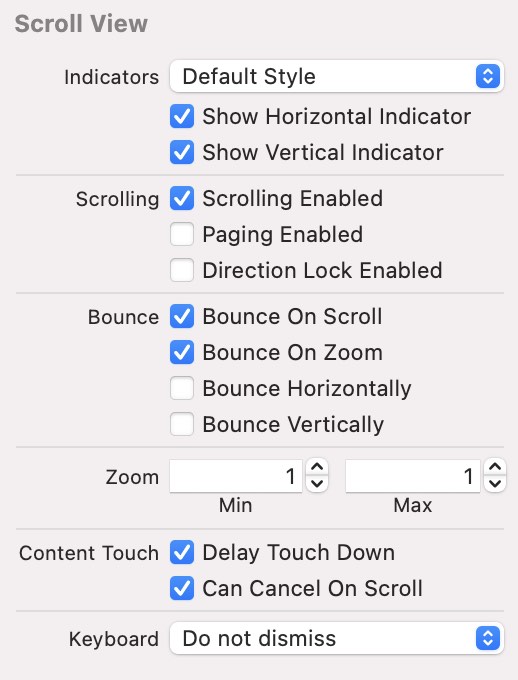 Scroll View
Indicators Default Style
Show Horizontal Indicator
Show Vertical Indicator
Scrolling Scrolling Enabled
Paging Enabled
Direction Lock Enabled
Bounce Bounce On Scroll
Bounce On Zoom
Bounce Horizontally
Bounce Vertically
Zoom 1 1
Min Max
Content Touch Delay Touch Down
Can Cancel On Scroll
Keyboard Do not dismiss